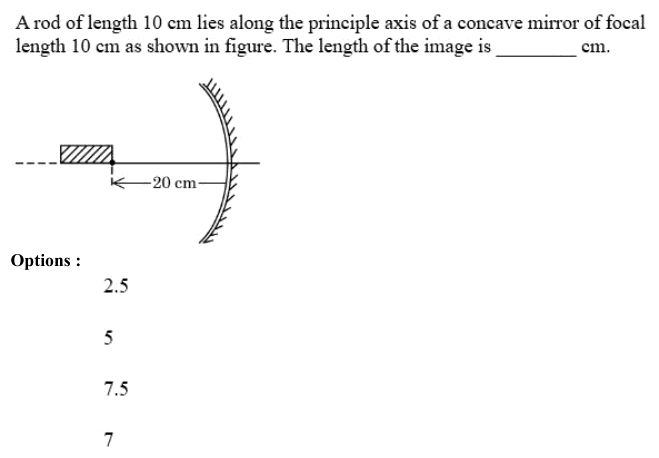 A rod of length 10 cm lies along the principle axis of a concave mirror of focal
length 10 cm as shown in figure. The length of the image is ________ cm.
20 cm
Options :
2.5
5
7.5
7